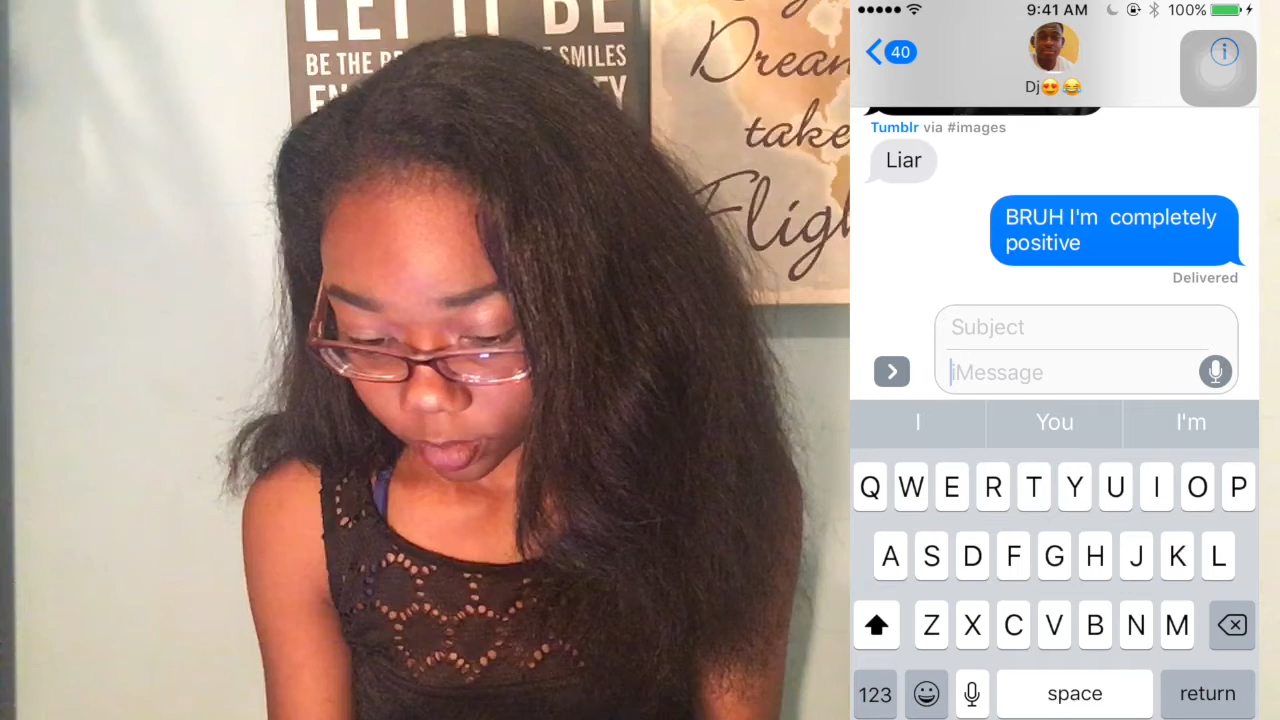 LET IT BE
BE THE
SMILES
Dream
take
Flight
9:41 AM
100%
40
Dj😍😂
Tumblr via #images
Liar
BRUH I'm  completely
positive
Delivered
Subject
iMessage
I
You
I'm
Q W E R T Y U I O P
A S D F G H J K L
Z X C V B N M
123
space
return